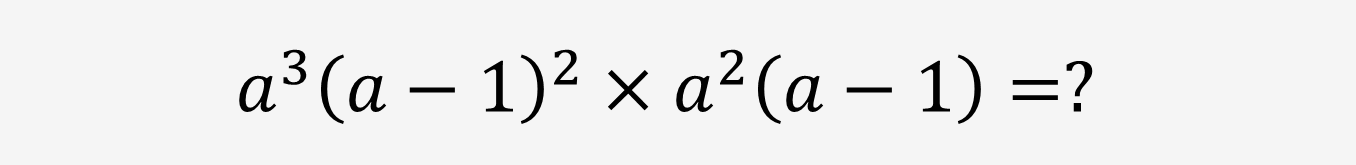 a³(a − 1)² × a²(a − 1) =?